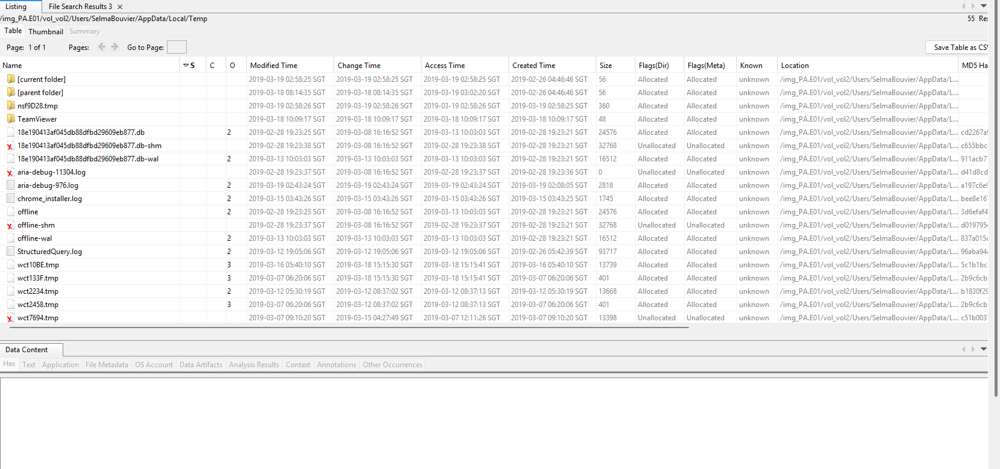 Listing File Search Results 3
/img_PA.E01/vol_vol2/Users/SelmaBouvier/AppData/Local/Temp 55 Res
Table Thumbnail Summary
Page: 1 of 1 Pages: Go to Page: Save Table as CSV
Name S C O Modified Time Change Time Access Time Created Time Size Flags(Dir) Flags(Meta) Known Location MD5 Ha
[current folder] 2019-03-19 02:58:25 SGT 2019-03-19 02:58:25 SGT 2019-03-19 02:58:25 SGT 2019-02-26 04:46:46 SGT 56 Allocated Allocated unknown /img_PA.E01/vol_vol2/Users/SelmaBouvier/AppData/L...
[parent folder] 2019-03-18 08:14:35 SGT 2019-03-18 08:14:35 SGT 2019-03-19 03:02:20 SGT 2019-02-26 04:46:46 SGT 56 Allocated Allocated unknown /img_PA.E01/vol_vol2/Users/SelmaBouvier/AppData/L...
nsf9D28.tmp 2019-03-19 02:58:26 SGT 2019-03-19 02:58:26 SGT 2019-03-19 02:58:26 SGT 2019-03-19 02:58:25 SGT 360 Allocated Allocated unknown /img_PA.E01/vol_vol2/Users/SelmaBouvier/AppData/L...
TeamViewer 2019-03-18 10:09:17 SGT 2019-03-18 10:09:17 SGT 2019-03-18 10:09:17 SGT 2019-03-18 10:09:17 SGT 48 Allocated Allocated unknown /img_PA.E01/vol_vol2/Users/SelmaBouvier/AppData/L...
18e190413af045db88dfbd29609eb877.db 2 2019-02-28 19:23:25 SGT 2019-03-08 16:16:52 SGT 2019-03-13 10:03:03 SGT 2019-02-28 19:23:21 SGT 24576 Allocated Allocated unknown /img_PA.E01/vol_vol2/Users/SelmaBouvier/AppData/L... cd2267a9
18e190413af045db88dfbd29609eb877.db-shm 2019-02-28 19:23:38 SGT 2019-03-08 16:16:52 SGT 2019-02-28 19:23:38 SGT 2019-02-28 19:23:21 SGT 32768 Unallocated Unallocated unknown /img_PA.E01/vol_vol2/Users/SelmaBouvier/AppData/L... c655bbc
18e190413af045db88dfbd29609eb877.db-wal 2 2019-03-13 10:03:03 SGT 2019-03-13 10:03:03 SGT 2019-03-13 10:03:03 SGT 2019-02-28 19:23:21 SGT 16512 Allocated Allocated unknown /img_PA.E01/vol_vol2/Users/SelmaBouvier/AppData/L... 911acb77
aria-debug-11304.log 2019-02-28 19:23:37 SGT 2019-03-08 16:16:52 SGT 2019-02-28 19:23:37 SGT 2019-02-28 19:23:36 SGT 0 Unallocated Unallocated unknown /img_PA.E01/vol_vol2/Users/SelmaBouvier/AppData/L... d41d8cd
aria-debug-976.log 2 2019-03-19 02:43:24 SGT 2019-03-19 02:43:24 SGT 2019-03-19 02:43:24 SGT 2019-03-19 02:08:05 SGT 2818 Allocated Allocated unknown /img_PA.E01/vol_vol2/Users/SelmaBouvier/AppData/L... a197c6e9
chrome_installer.log 2 2019-03-15 03:43:26 SGT 2019-03-15 03:43:26 SGT 2019-03-15 03:43:26 SGT 2019-03-15 03:43:25 SGT 1745 Allocated Allocated unknown /img_PA.E01/vol_vol2/Users/SelmaBouvier/AppData/L... bee8e167
offline 2 2019-02-28 19:23:25 SGT 2019-03-08 16:16:52 SGT 2019-03-13 10:03:03 SGT 2019-02-28 19:23:21 SGT 24576 Allocated Allocated unknown /img_PA.E01/vol_vol2/Users/SelmaBouvier/AppData/L... 3d6efaf4
offline-shm 2019-02-28 19:23:37 SGT 2019-03-08 16:16:52 SGT 2019-02-28 19:23:37 SGT 2019-02-28 19:23:21 SGT 32768 Unallocated Unallocated unknown /img_PA.E01/vol_vol2/Users/SelmaBouvier/AppData/L... d0197954
offline-wal 2 2019-03-13 10:03:03 SGT 2019-03-13 10:03:03 SGT 2019-03-13 10:03:03 SGT 2019-02-28 19:23:21 SGT 16512 Allocated Allocated unknown /img_PA.E01/vol_vol2/Users/SelmaBouvier/AppData/L... 837a015c
StructuredQuery.log 2 2019-03-12 19:05:06 SGT 2019-03-12 19:05:06 SGT 2019-03-12 19:05:06 SGT 2019-02-26 05:42:39 SGT 93717 Allocated Allocated unknown /img_PA.E01/vol_vol2/Users/SelmaBouvier/AppData/L... 96aba94
wct10BE.tmp 3 2019-03-16 05:40:10 SGT 2019-03-18 15:15:30 SGT 2019-03-18 15:15:41 SGT 2019-03-16 05:40:10 SGT 13739 Allocated Allocated unknown /img_PA.E01/vol_vol2/Users/SelmaBouvier/AppData/L... 5c1b1bc
wct133F.tmp 3 2019-03-07 06:20:06 SGT 2019-03-18 15:15:30 SGT 2019-03-18 15:15:41 SGT 2019-03-07 06:20:06 SGT 401 Allocated Allocated unknown /img_PA.E01/vol_vol2/Users/SelmaBouvier/AppData/L... 2b9c6cb
wct2234.tmp 2 2019-03-12 05:30:19 SGT 2019-03-12 08:37:02 SGT 2019-03-12 08:37:13 SGT 2019-03-12 05:30:19 SGT 13668 Allocated Allocated unknown /img_PA.E01/vol_vol2/Users/SelmaBouvier/AppData/L... b1830f29
wct2458.tmp 3 2019-03-07 06:20:06 SGT 2019-03-12 08:37:02 SGT 2019-03-12 08:37:13 SGT 2019-03-07 06:20:06 SGT 401 Allocated Allocated unknown /img_PA.E01/vol_vol2/Users/SelmaBouvier/AppData/L... 2b9c6cb
wct7694.tmp 2019-03-07 09:10:20 SGT 2019-03-15 04:27:49 SGT 2019-03-07 12:11:26 SGT 2019-03-07 09:10:20 SGT 13398 Unallocated Unallocated unknown /img_PA.E01/vol_vol2/Users/SelmaBouvier/AppData/L... c51b0037
Data Content
Hex Text Application File Metadata OS Account Data Artifacts Analysis Results Context Annotations Other Occurrences